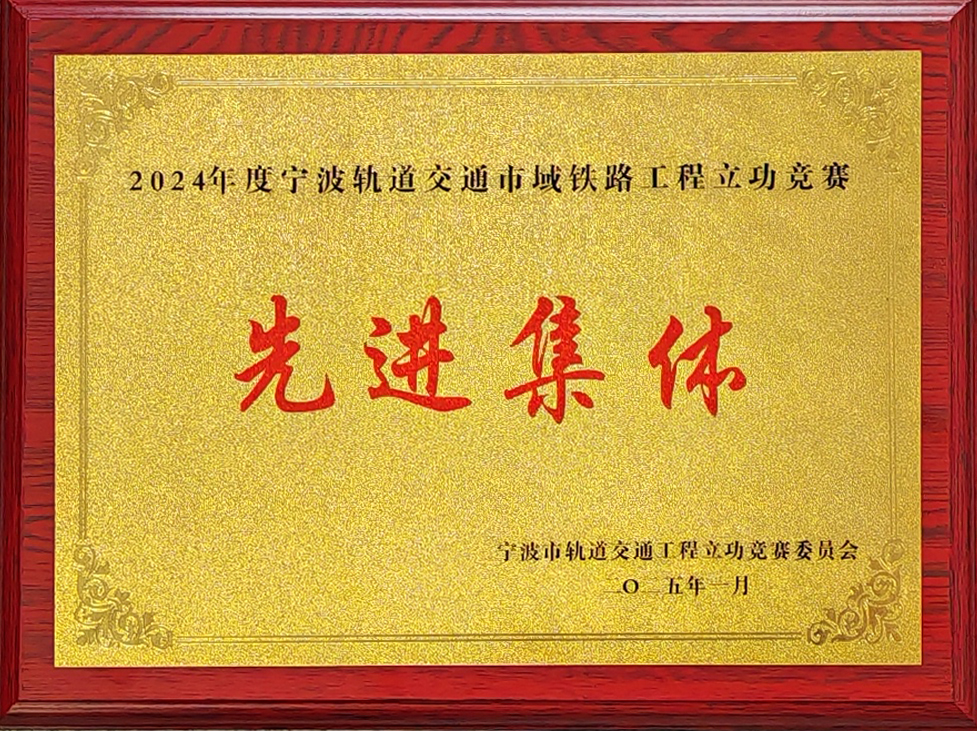 2024年度宁波轨道交通市域铁路工程立功竞赛
先进集体
宁波市轨道交通工程立功竞赛委员会
二〇二五年一月